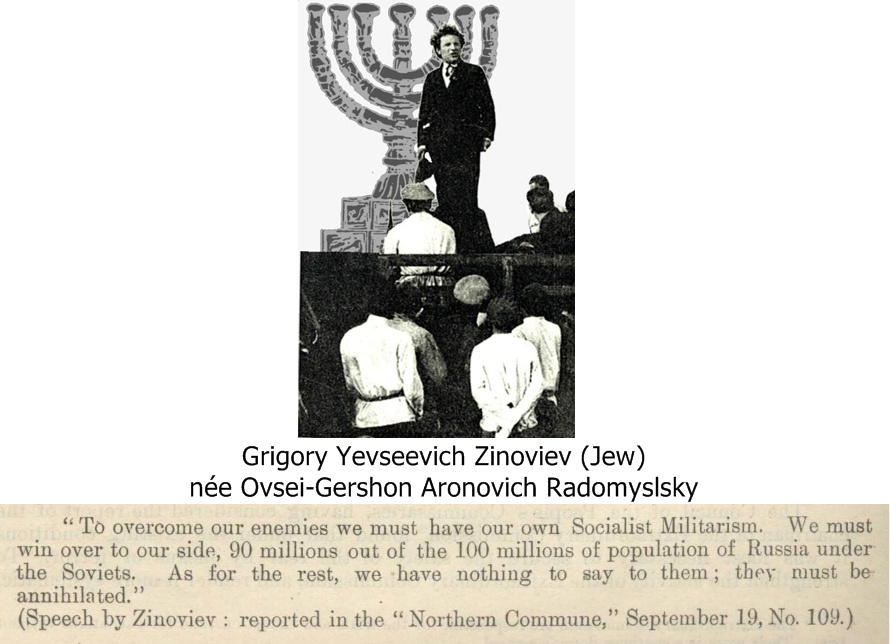 Grigory Yevseevich Zinoviev (Jew)
née Ovsei-Gershon Aronovich Radomyslsky
“To overcome our enemies we must have our own Socialist Militarism. We must
win over to our side, 90 millions out of the 100 millions of population of Russia under
the Soviets. As for the rest, we have nothing to say to them; they must be
annihilated.”
(Speech by Zinoviev : reported in the “Northern Commune,” September 19, No. 109.)